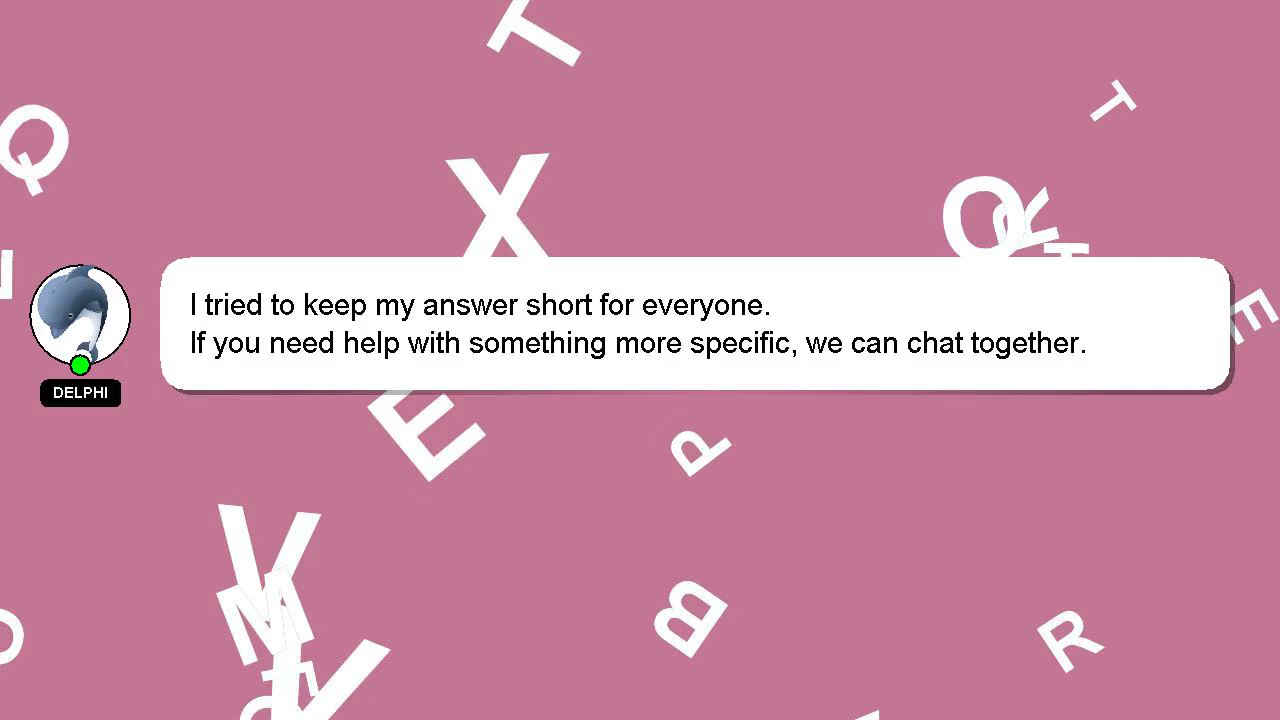 T
T
Q
X
Q
E
I tried to keep my answer short for everyone.
If you need help with something more specific, we can chat together.
DELPHI
E
P
V
M
B
R